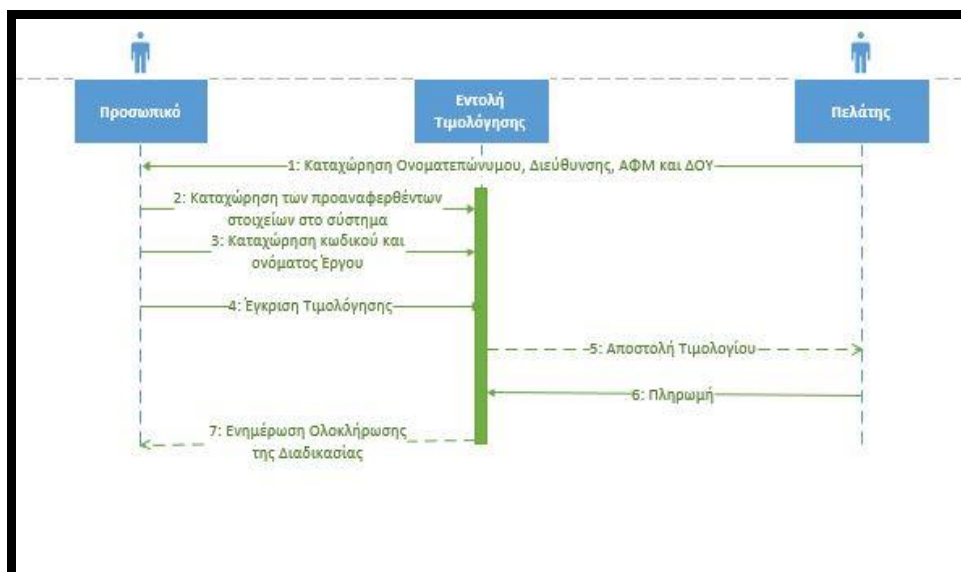 Προσωπικό
Εντολή
Τιμολόγησης
Πελάτης
1: Καταχώρηση Ονοματεπώνυμου, Διεύθυνσης, ΑΦΜ και ΔΟΥ
2: Καταχώρηση των προαναφερθέντων
στοιχείων στο σύστημα
3: Καταχώρηση κωδικού και
ονόματος Έργου
4: Έγκριση Τιμολόγησης
5: Αποστολή Τιμολογίου
6: Πληρωμή
7: Ενημέρωση Ολοκλήρωσης
της Διαδικασίας